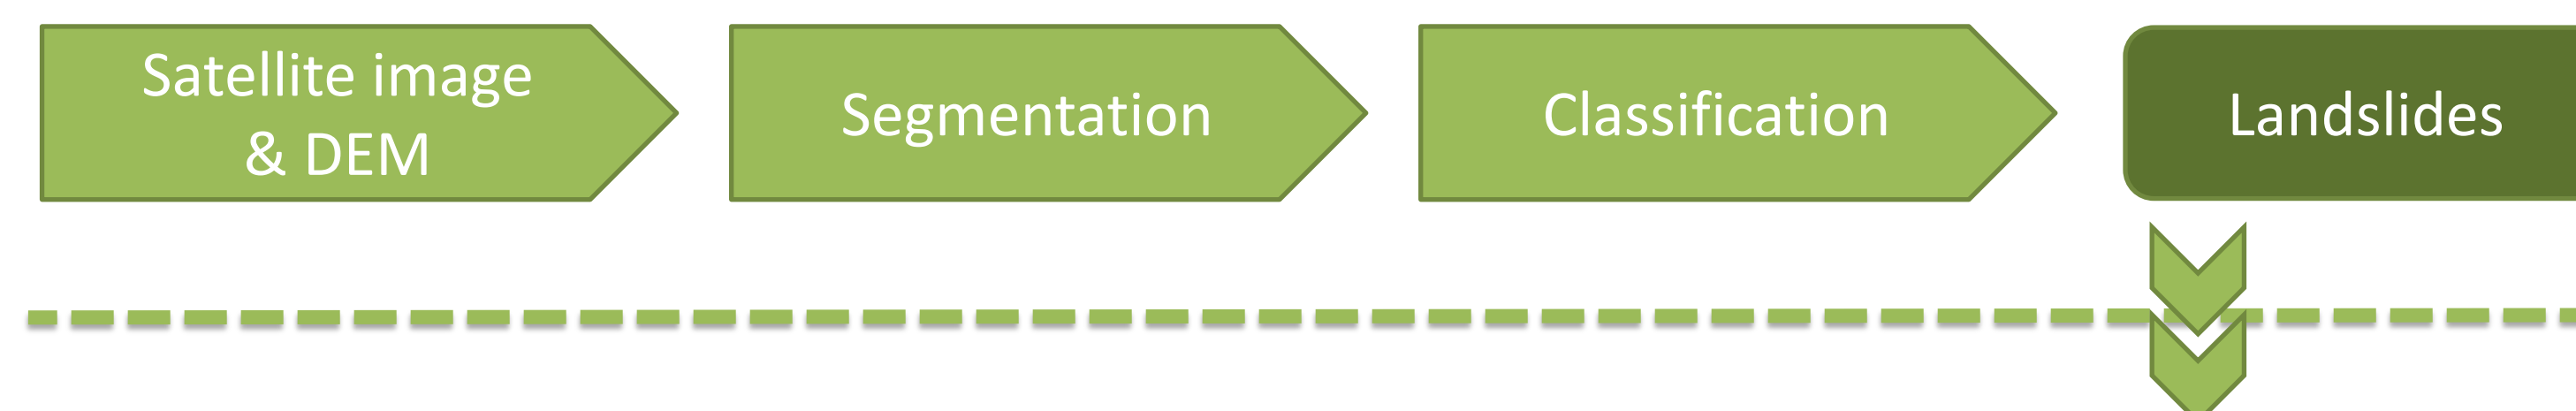 Satellite image
& DEM
Segmentation
Classification
Landslides